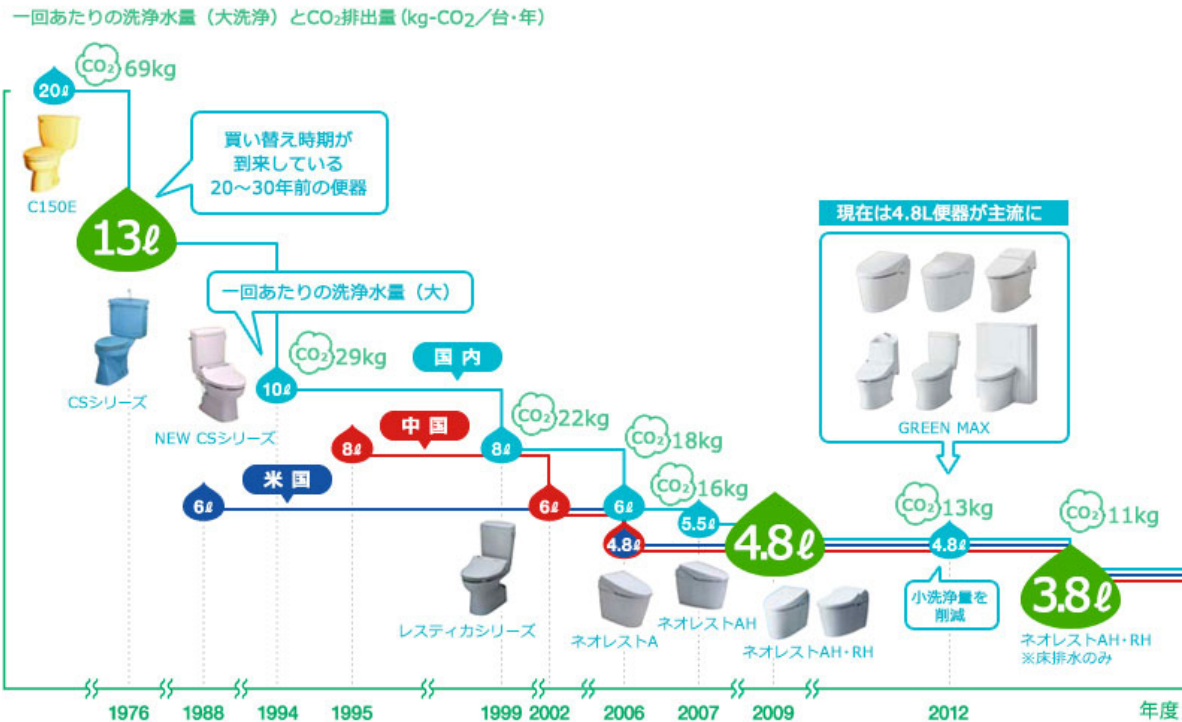 一回あたりの洗浄水量（大洗浄）とCO₂排出量(kg-CO₂／台・年)
20ℓ
CO₂ 69kg
C150E
買い替え時期が
到来している
20〜30年前の便器
13ℓ
CSシリーズ
一回あたりの洗浄水量（大）
NEW CSシリーズ
10ℓ
CO₂ 29kg
国内
中国
8ℓ
米国
6ℓ
8ℓ
CO₂ 22kg
6ℓ
レスティカシリーズ
CO₂ 18kg
6ℓ
4.8ℓ
ネオレストA
CO₂ 16kg
5.5ℓ
ネオレストAH
4.8ℓ
ネオレストAH・RH
現在は4.8L便器が主流に
GREEN MAX
CO₂ 13kg
4.8ℓ
小洗浄量を
削減
CO₂ 11kg
3.8ℓ
ネオレストAH・RH
※床排水のみ
1976 1988 1994 1995 1999 2002 2006 2007 2009 2012 年度